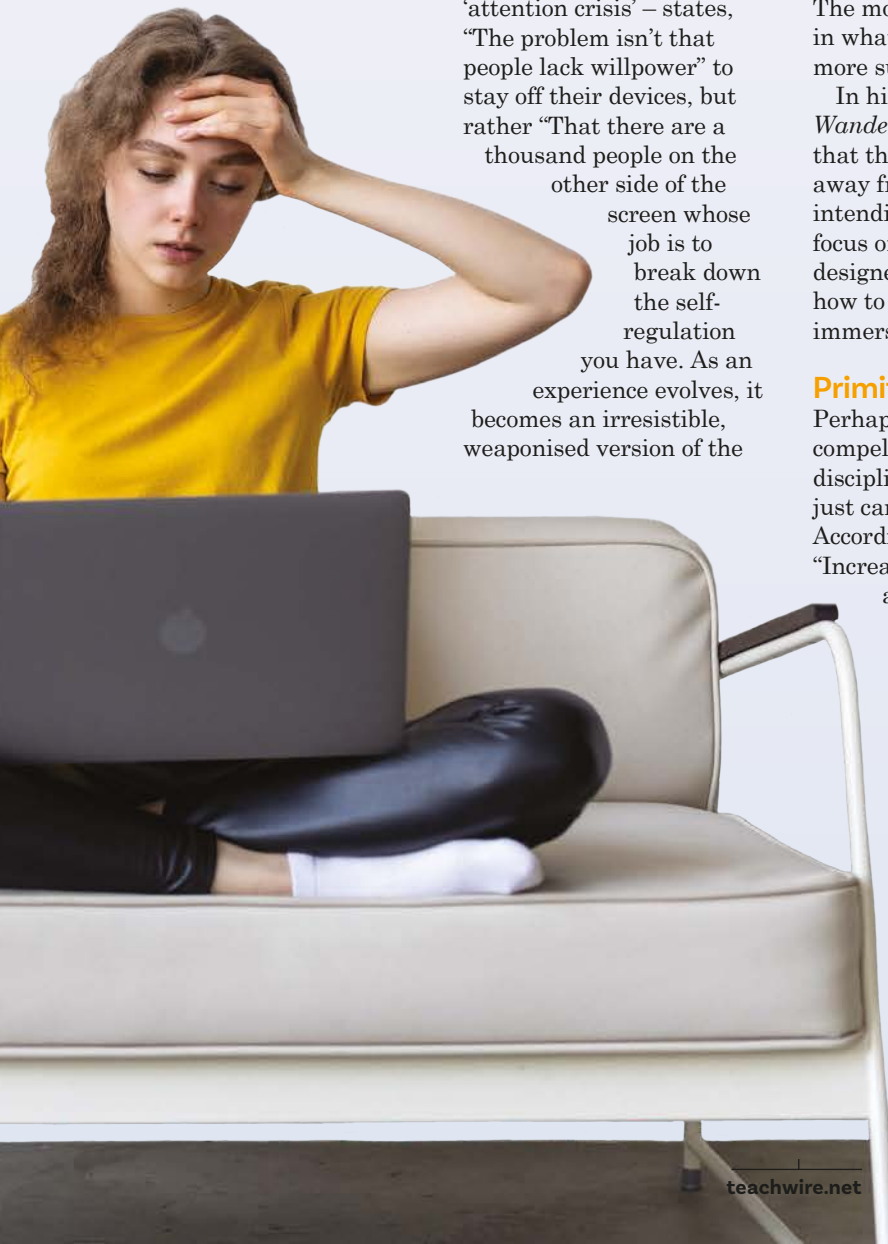 'attention crisis' – states,
“The problem isn’t that
people lack willpower” to
stay off their devices, but
rather “That there are a
thousand people on the
other side of the
screen whose
job is to
break down
the self-
regulation
you have. As an
experience evolves, it
becomes an irresistible,
weaponised version of the
The mo
in wha
more su
In hi
Wande
that th
away fr
intendi
focus o
designe
how to
immers
Primi
Perhap
compel
discipli
just car
Accordi
“Increa
a
teachwire.net